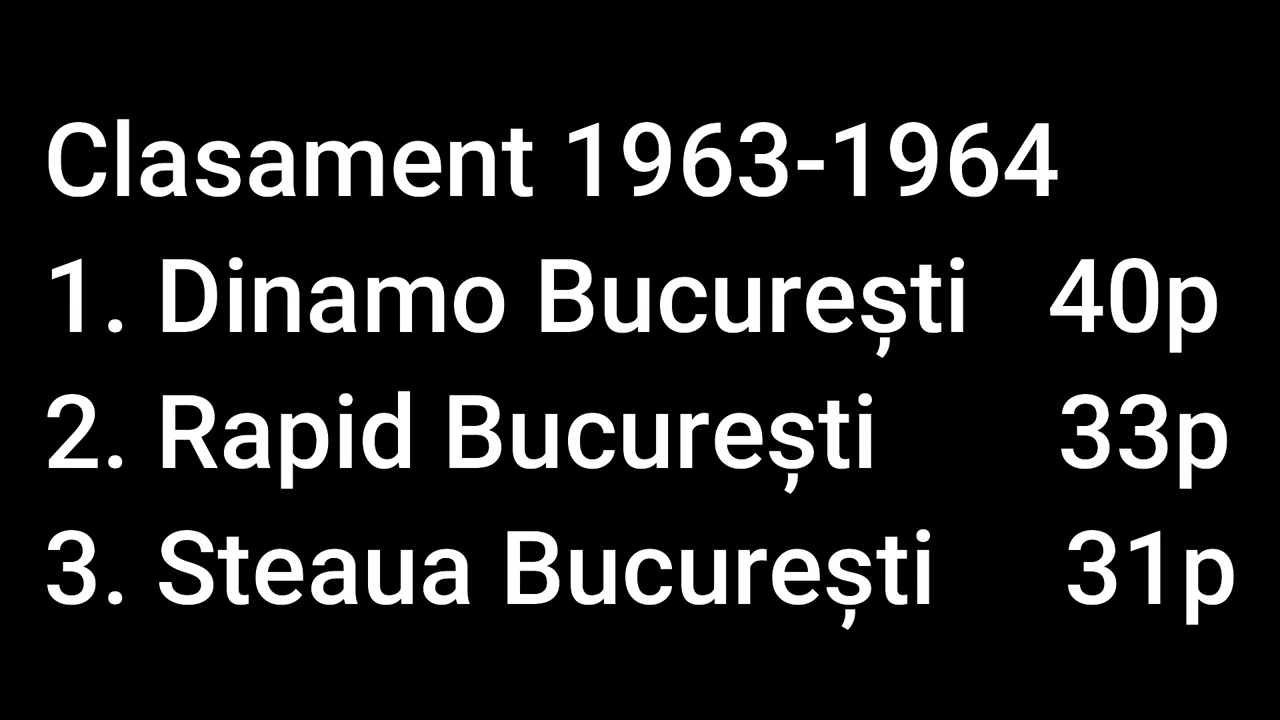 Clasament 1963-1964
1. Dinamo București 40p
2. Rapid București 33p
3. Steaua București 31p